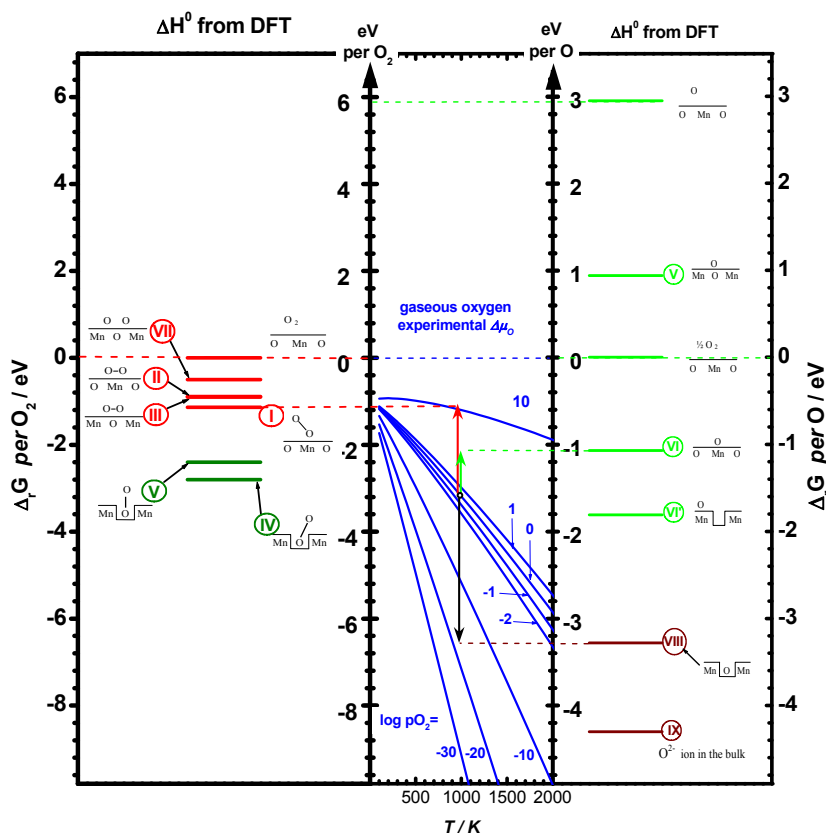 ΔH⁰ from DFT
eV
per O₂
eV
per O
ΔH⁰ from DFT
6
4
2
0
-2
-4
-6
-8
ΔᵣG per O₂ / eV
O O
Mn O Mn
VII
O₂
O Mn O
O=O
O Mn O
II
O=O
Mn O Mn
III
I
O
O
O Mn O
V
O
Mn O Mn
IV
O
Mn O Mn
6
4
2
0
-2
-4
-6
-8
gaseous oxygen
experimental Δμ_O
10
1
0
-1
-2
log pO₂=
-30
-20
-10
500
1000
1500
2000
T / K
3
2
1
0
-1
-2
-3
-4
O
O Mn O
V
O
Mn O Mn
½ O₂
O Mn O
VI
O
O Mn O
VI'
O
Mn Mn
VIII
Mn O Mn
IX
O²⁻ ion in the bulk
3
2
1
0
-1
-2
-3
-4
ΔᵣG per O / eV